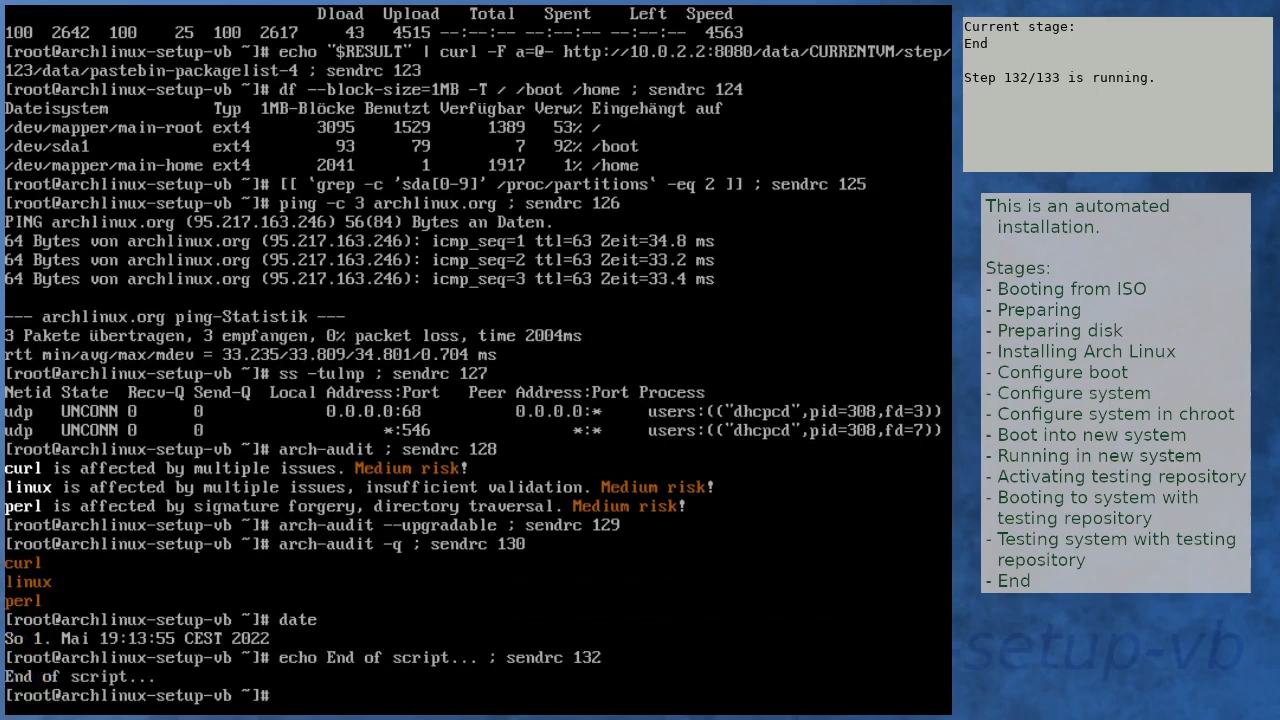 Dload  Upload   Total   Spent    Left  Speed
100  2642  100    25  100  2617     43   4515 --:--:-- --:--:-- --:--:--  4563
[root@archlinux-setup-vb ~]# echo "$RESULT" | curl -F a=@- http://10.0.2.2:8080/data/CURRENTVM/step/
123/data/pastebin-packagelist-4 ; sendrc 123
[root@archlinux-setup-vb ~]# df --block-size=1MB -T / /boot /home ; sendrc 124
Dateisystem           Typ  1MB-Blöcke Benutzt Verfügbar Verw% Eingehängt auf
/dev/mapper/main-root ext4       3095    1529      1389   53% /
/dev/sda1             ext4         93      79         7   92% /boot
/dev/mapper/main-home ext4       2041       1      1917    1% /home
[root@archlinux-setup-vb ~]# [[ `grep -c 'sda[0-9]' /proc/partitions` -eq 2 ]] ; sendrc 125
[root@archlinux-setup-vb ~]# ping -c 3 archlinux.org ; sendrc 126
PING archlinux.org (95.217.163.246) 56(84) Bytes an Daten.
64 Bytes von archlinux.org (95.217.163.246): icmp_seq=1 ttl=63 Zeit=34.8 ms
64 Bytes von archlinux.org (95.217.163.246): icmp_seq=2 ttl=63 Zeit=33.2 ms
64 Bytes von archlinux.org (95.217.163.246): icmp_seq=3 ttl=63 Zeit=33.4 ms
--- archlinux.org ping-Statistik ---
3 Pakete übertragen, 3 empfangen, 0% packet loss, time 2004ms
rtt min/avg/max/mdev = 33.235/33.809/34.801/0.704 ms
[root@archlinux-setup-vb ~]# ss -tulnp ; sendrc 127
Netid State  Recv-Q Send-Q  Local Address:Port   Peer Address:Port Process
udp   UNCONN 0      0             0.0.0.0:68          0.0.0.0:*     users:(("dhcpcd",pid=308,fd=3))
udp   UNCONN 0      0                  *:546               *:*     users:(("dhcpcd",pid=308,fd=7))
[root@archlinux-setup-vb ~]# arch-audit ; sendrc 128
curl is affected by multiple issues. Medium risk!
linux is affected by multiple issues, insufficient validation. Medium risk!
perl is affected by signature forgery, directory traversal. Medium risk!
[root@archlinux-setup-vb ~]# arch-audit --upgradable ; sendrc 129
[root@archlinux-setup-vb ~]# arch-audit -q ; sendrc 130
curl
linux
perl
[root@archlinux-setup-vb ~]# date
So 1. Mai 19:13:55 CEST 2022
[root@archlinux-setup-vb ~]# echo End of script... ; sendrc 132
End of script...
[root@archlinux-setup-vb ~]#
Current stage:
End
Step 132/133 is running.
This is an automated
installation.
Stages:
- Booting from ISO
- Preparing
- Preparing disk
- Installing Arch Linux
- Configure boot
- Configure system
- Configure system in chroot
- Boot into new system
- Running in new system
- Activating testing repository
- Booting to system with
testing repository
- Testing system with testing
repository
- End
setup-vb